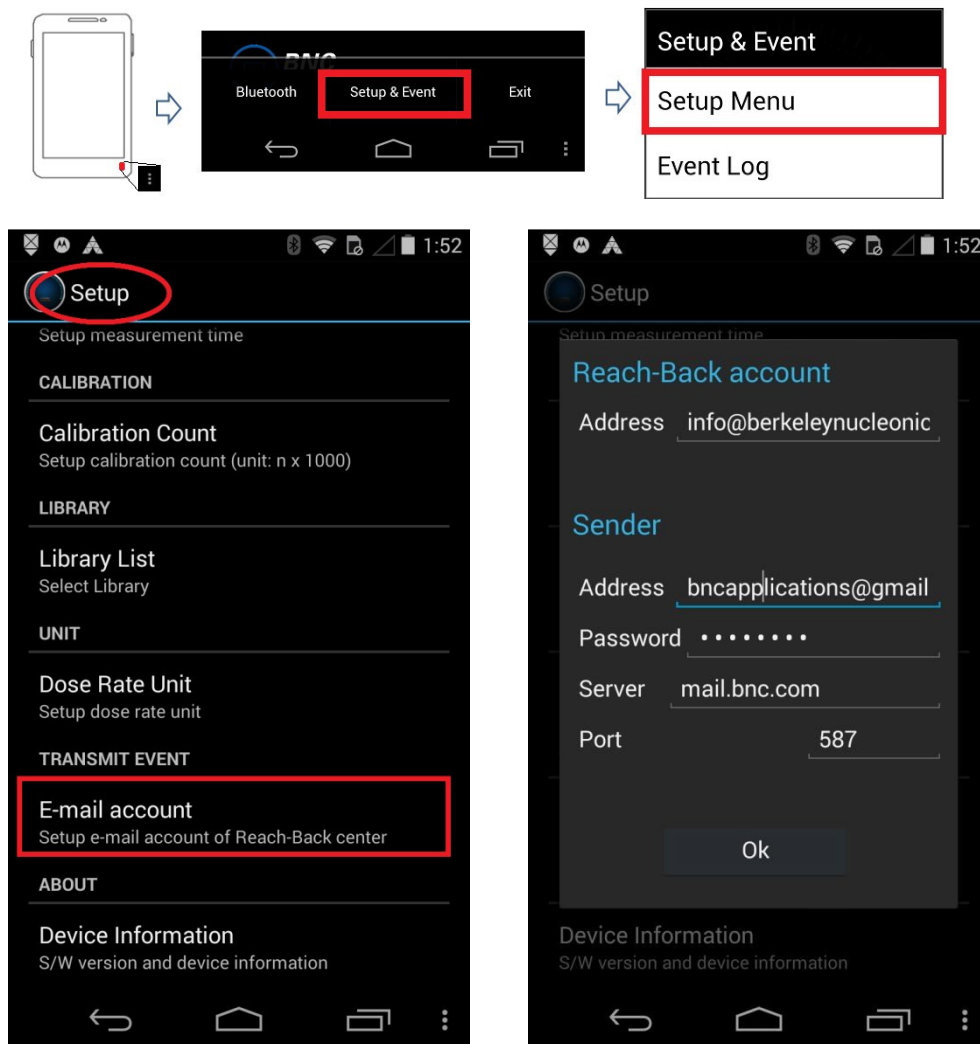 BNC
Bluetooth
Setup & Event
Exit
Setup & Event
Setup Menu
Event Log
1:52
Setup
Setup measurement time
CALIBRATION
Calibration Count
Setup calibration count (unit: n x 1000)
LIBRARY
Library List
Select Library
UNIT
Dose Rate Unit
Setup dose rate unit
TRANSMIT EVENT
E-mail account
Setup e-mail account of Reach-Back center
ABOUT
Device Information
S/W version and device information
1:52
Setup
Setup measurement time
Reach-Back account
Address info@berkeleynucleonic
Sender
Address bncapplications@gmail
Password ••••••••
Server mail.bnc.com
Port 587
Ok
Device Information
S/W version and device information